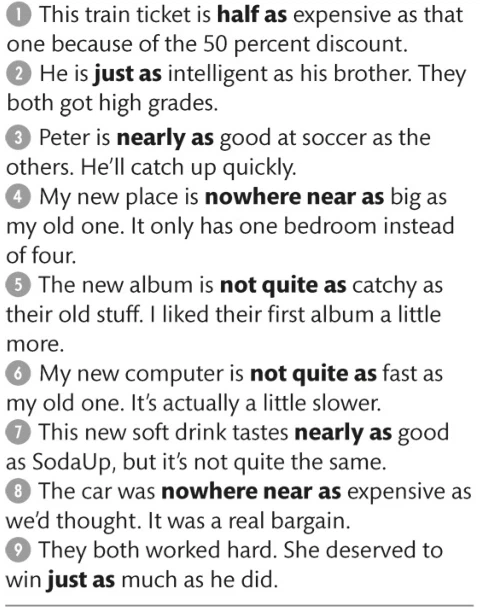 1 This train ticket is half as expensive as that
one because of the 50 percent discount.
2 He is just as intelligent as his brother. They
both got high grades.
3 Peter is nearly as good at soccer as the
others. He’ll catch up quickly.
4 My new place is nowhere near as big as
my old one. It only has one bedroom instead
of four.
5 The new album is not quite as catchy as
their old stuff. I liked their first album a little
more.
6 My new computer is not quite as fast as
my old one. It’s actually a little slower.
7 This new soft drink tastes nearly as good
as SodaUp, but it’s not quite the same.
8 The car was nowhere near as expensive as
we’d thought. It was a real bargain.
9 They both worked hard. She deserved to
win just as much as he did.